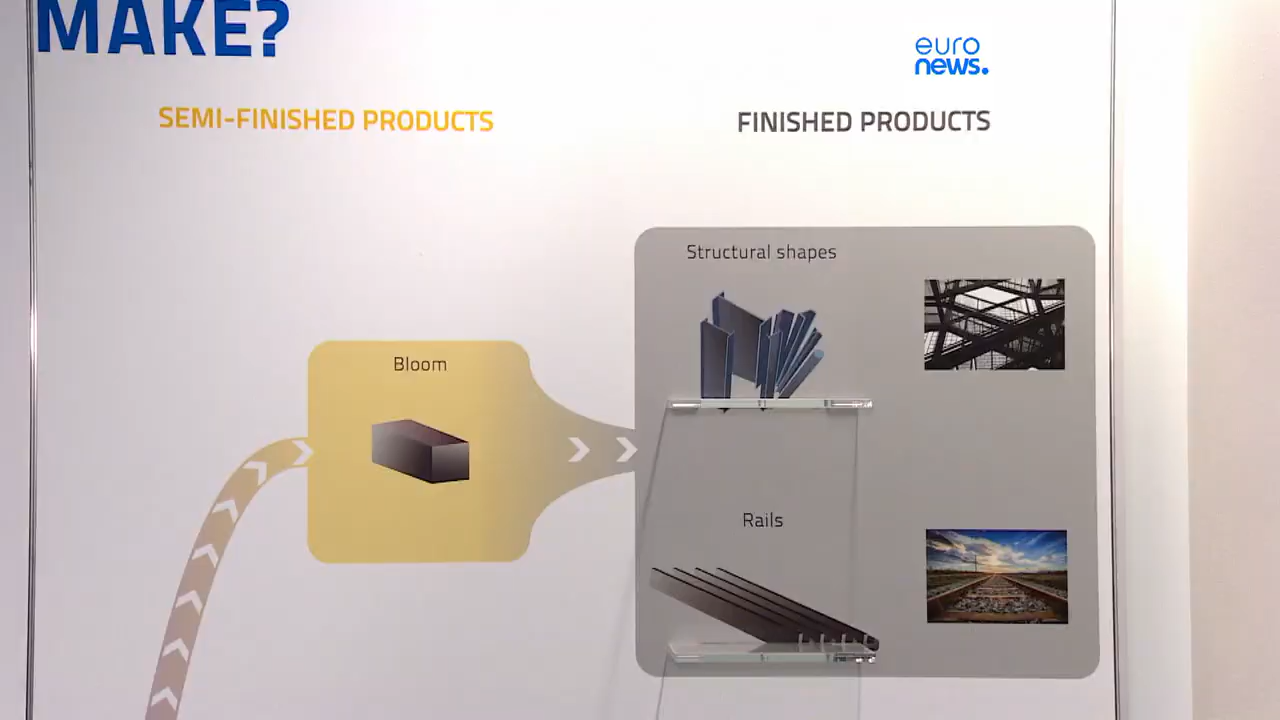 MAKE?
euro
news.
SEMI-FINISHED PRODUCTS
FINISHED PRODUCTS
Structural shapes
Bloom
Rails